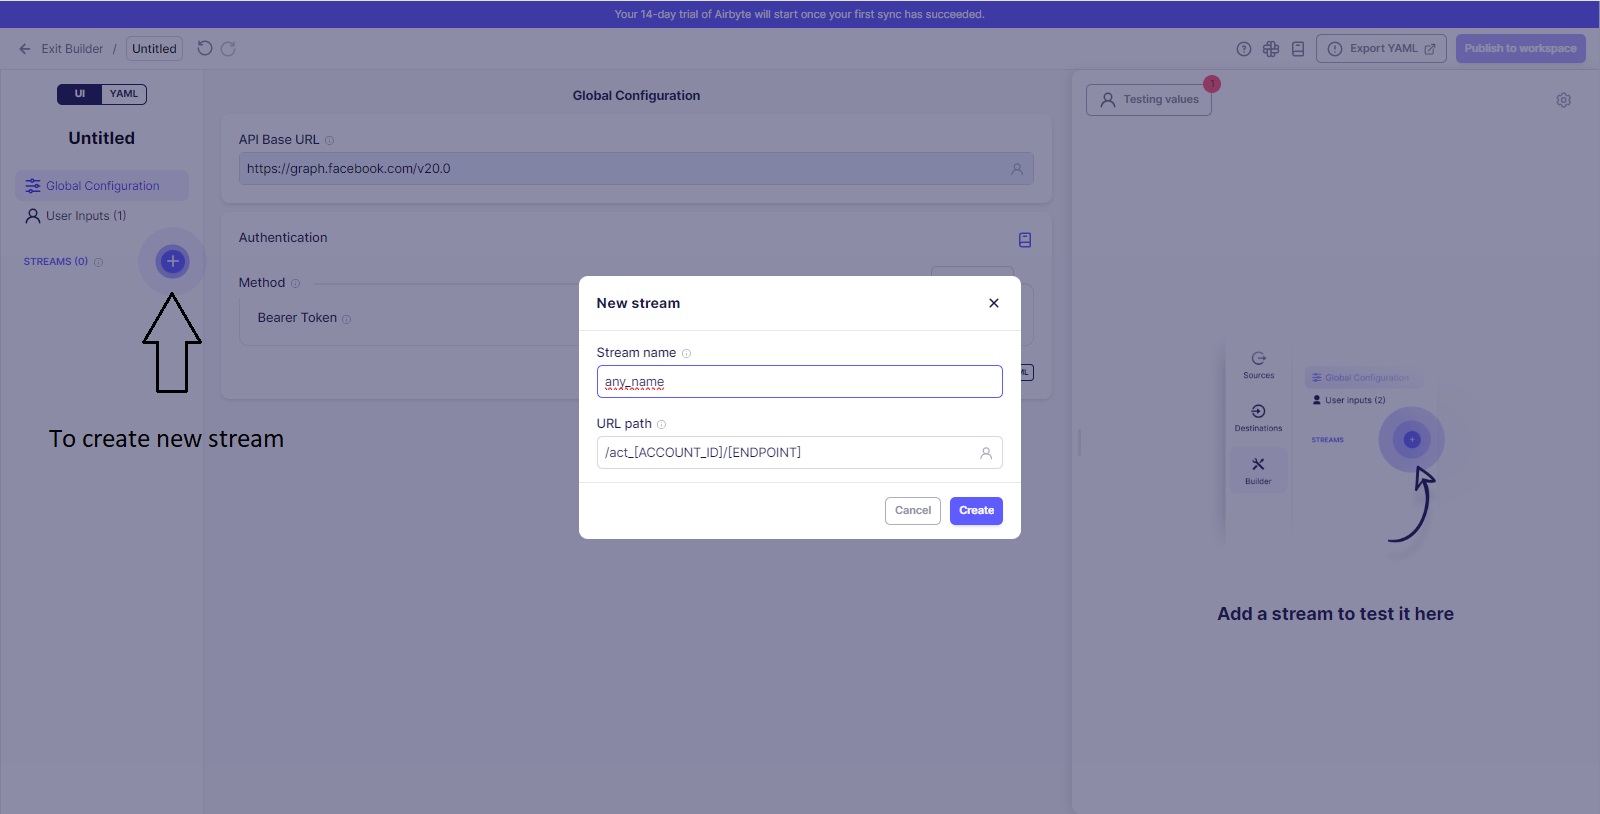 Your 14-day trial of Airbyte will start once your first sync has succeeded.
Exit Builder / Untitled
Export YAML
Publish to workspace
UI YAML
Untitled
Global Configuration
User Inputs (1)
STREAMS (0)
To create new stream
Global Configuration
API Base URL
https://graph.facebook.com/v20.0
Authentication
Method
Bearer Token
ML
New stream
Stream name
any_name
URL path
/act_[ACCOUNT_ID]/[ENDPOINT]
Cancel
Create
Testing values
1
Sources
Destinations
Builder
Global Configuration
User inputs (2)
STREAMS
Add a stream to test it here